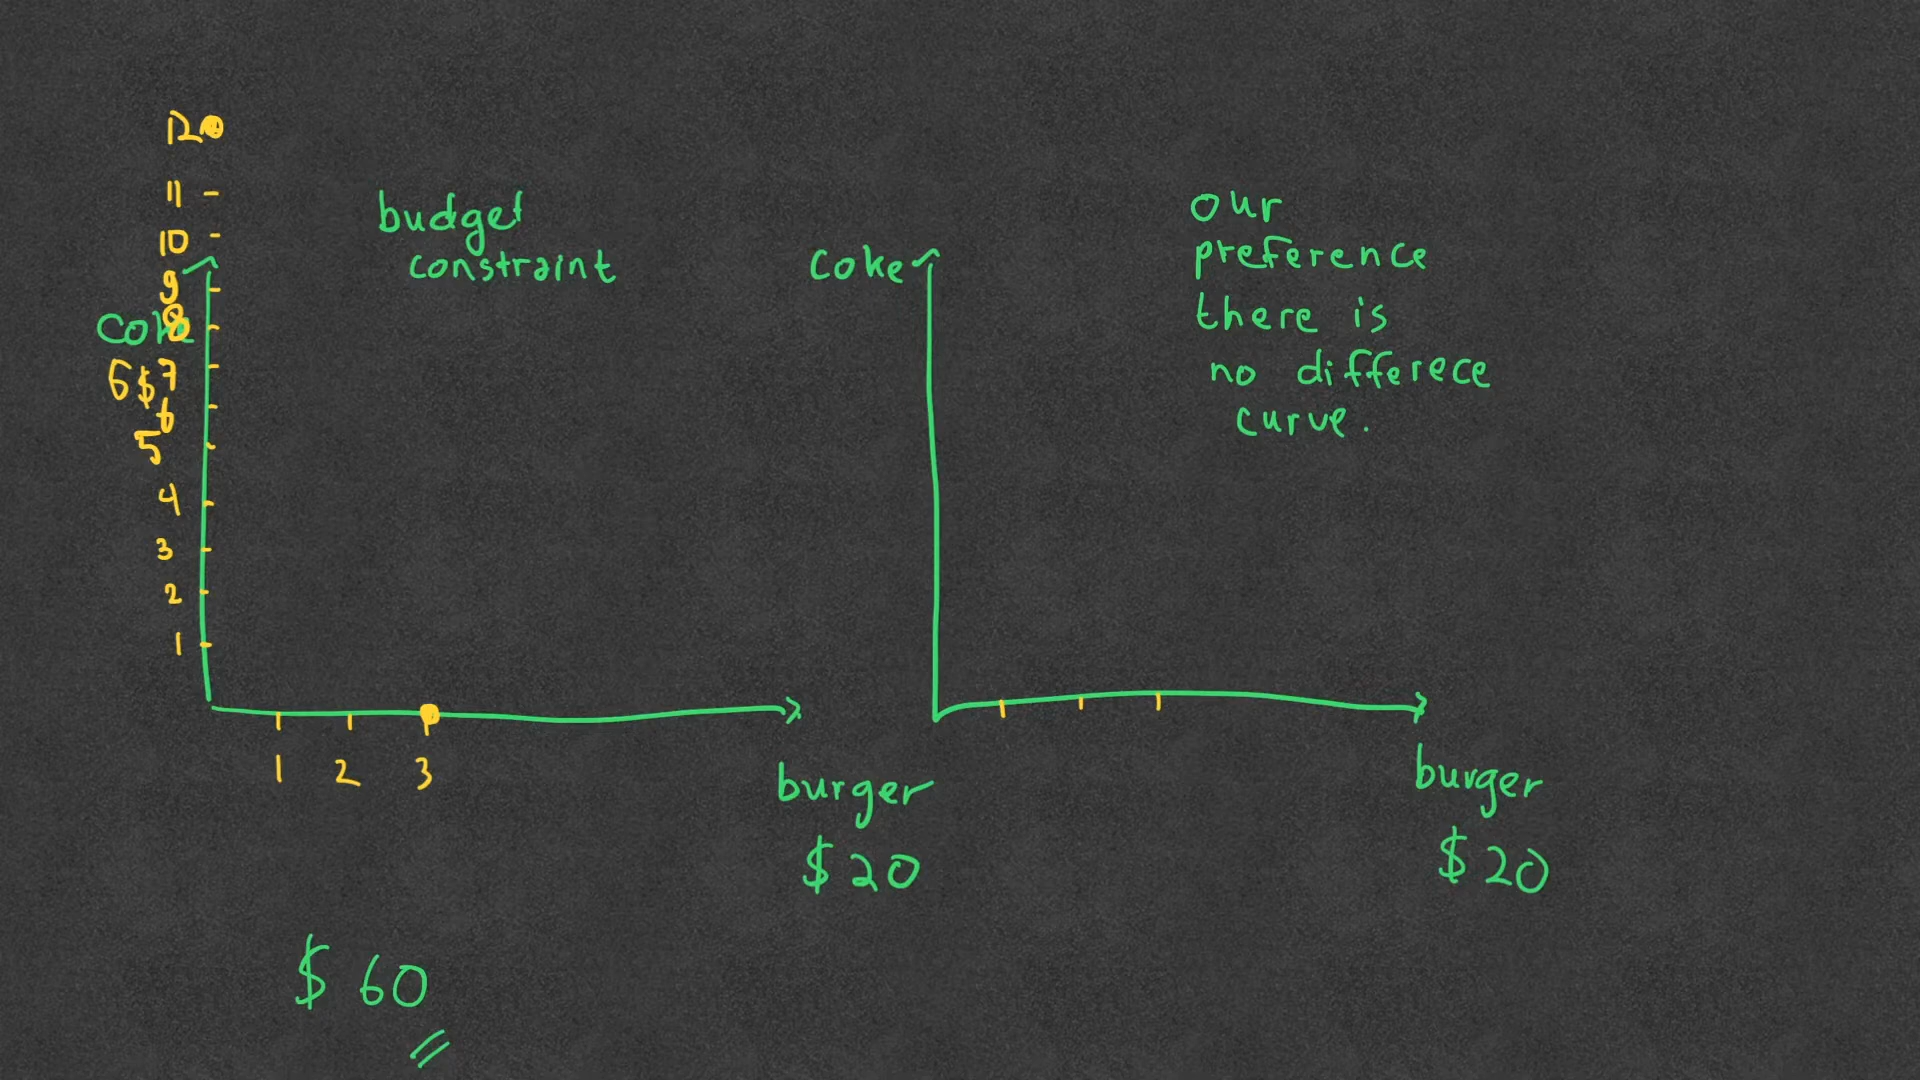 12
11
10
9
8
Coke
6$
7
6
5
4
3
2
1
1 2 3
budget
constraint
burger
$20
$ 60
Coke
our
preference
there is
no differece
curve.
burger
$20